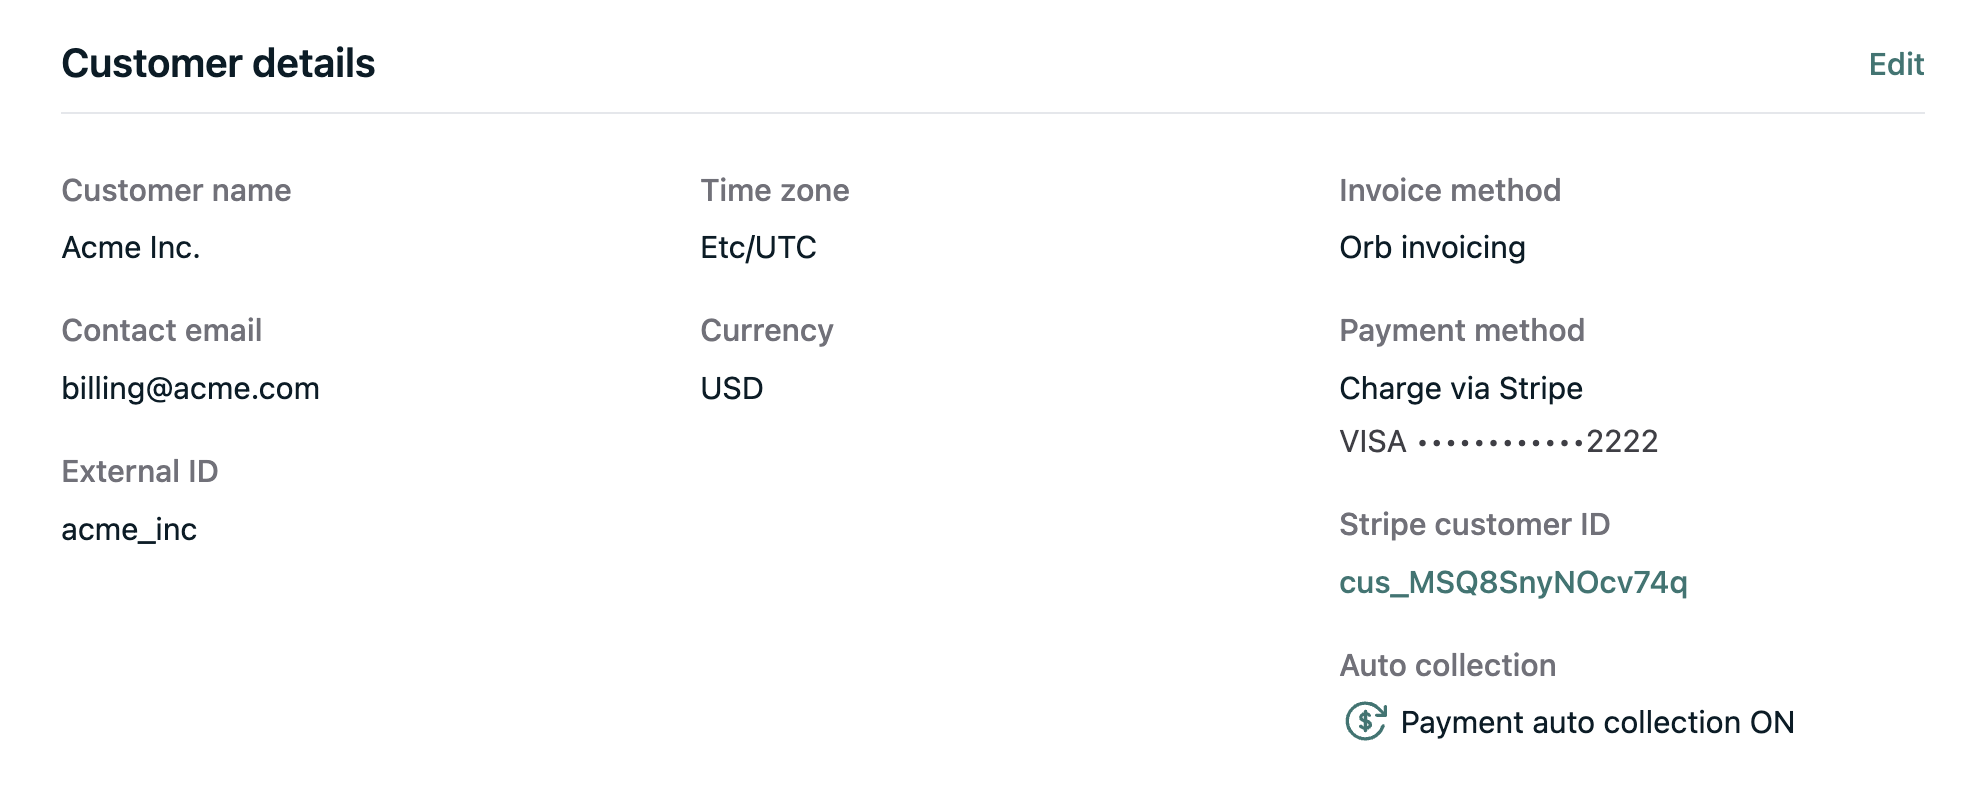 Customer details
Edit
Customer name
Acme Inc.
Contact email
billing@acme.com
External ID
acme_inc
Time zone
Etc/UTC
Currency
USD
Invoice method
Orb invoicing
Payment method
Charge via Stripe
VISA ••••••••••••2222
Stripe customer ID
cus_MSQ8SnyNOcv74q
Auto collection
$ Payment auto collection ON